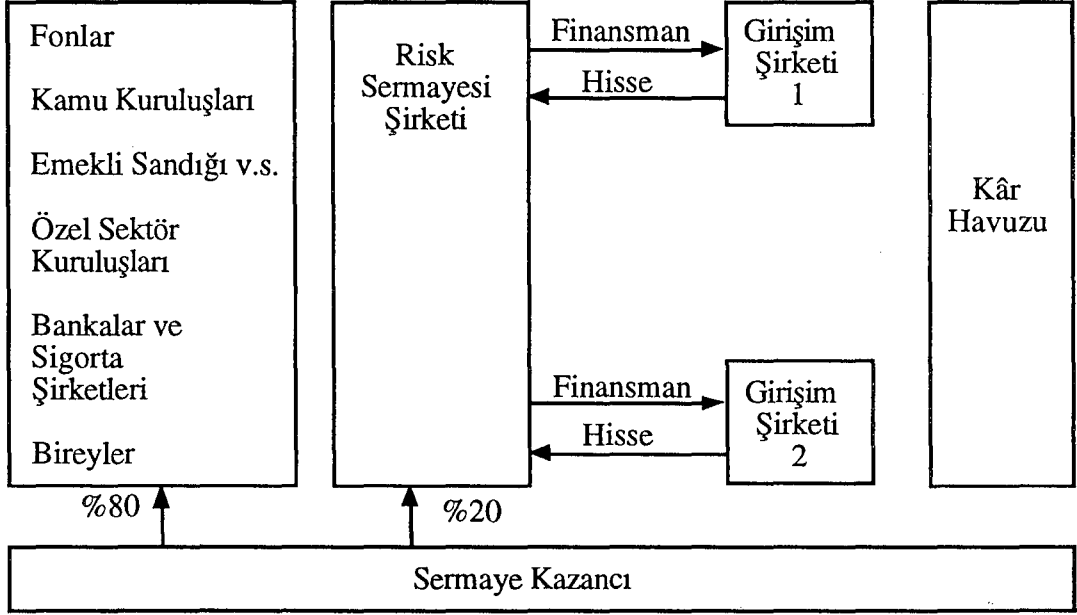 Fonlar
Kamu Kuruluşları
Emekli Sandığı v.s.
Özel Sektör
Kuruluşları
Bankalar ve
Sigorta
Şirketleri
Bireyler
Risk
Sermayesi
Şirketi
Finansman
Hisse
Girişim
Şirketi
1
Finansman
Hisse
Girişim
Şirketi
2
Kâr
Havuzu
%80
%20
Sermaye Kazancı